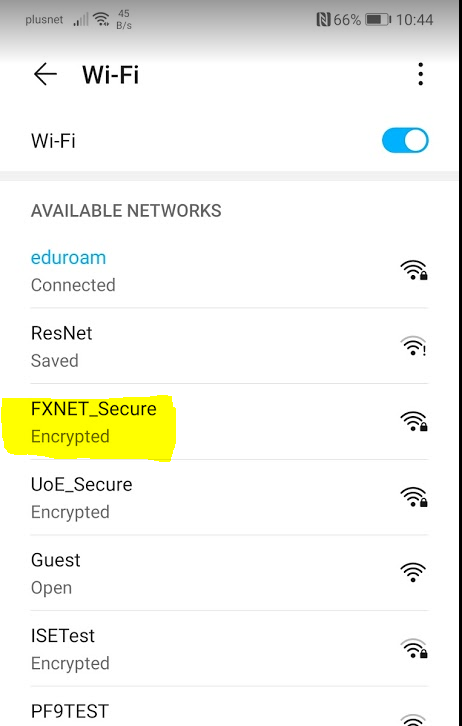 plusnet 45 B/s 66% 10:44
Wi-Fi
Wi-Fi
AVAILABLE NETWORKS
eduroam
Connected
ResNet
Saved
FXNET_Secure
Encrypted
UoE_Secure
Encrypted
Guest
Open
ISETest
Encrypted
PF9TEST